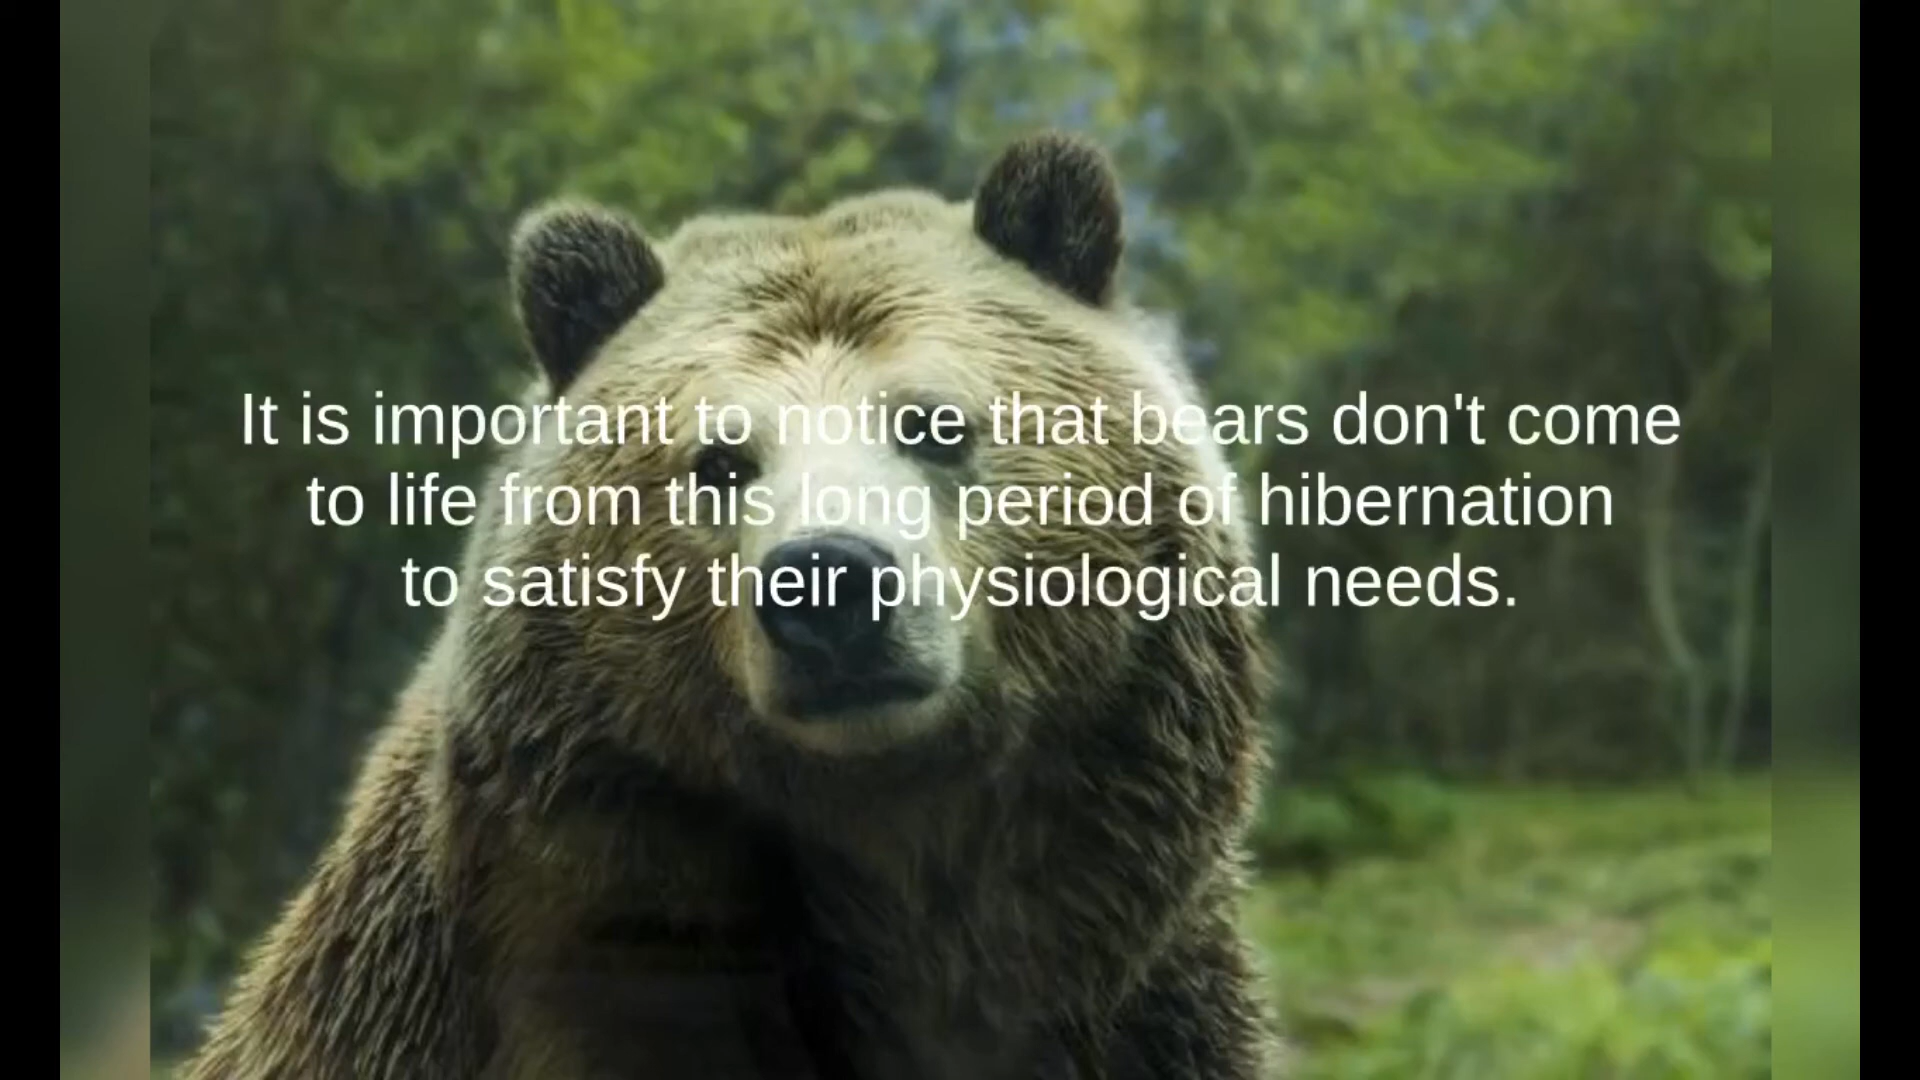 It is important to notice that bears don't come
to life from this long period of hibernation
to satisfy their physiological needs.